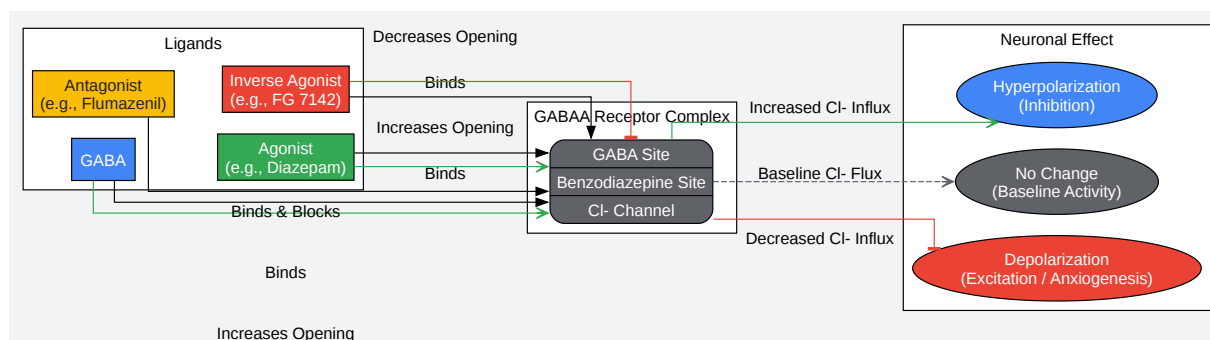 Ligands
Antagonist
(e.g., Flumazenil)
Inverse Agonist
(e.g., FG 7142)
GABA
Agonist
(e.g., Diazepam)
Decreases Opening
Binds
Increases Opening
Binds
Binds & Blocks
Binds
Increases Opening
GABAA Receptor Complex
GABA Site
Benzodiazepine Site
Cl- Channel
Increased Cl- Influx
Baseline Cl- Flux
Decreased Cl- Influx
Neuronal Effect
Hyperpolarization
(Inhibition)
No Change
(Baseline Activity)
Depolarization
(Excitation / Anxiogenesis)